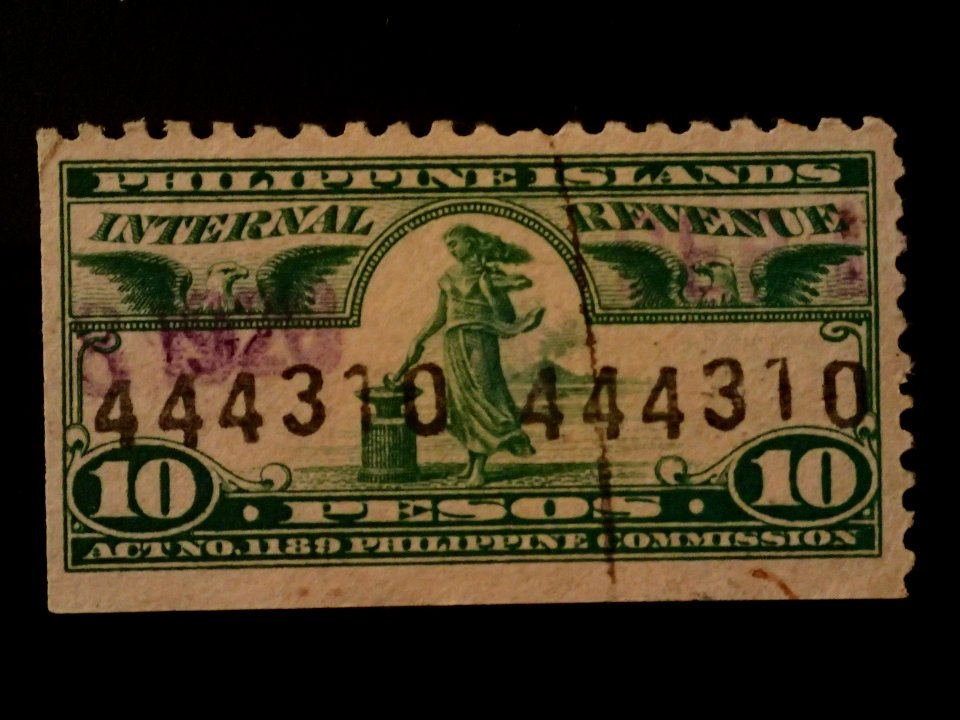 PHILIPPINE ISLANDS
INTERNAL REVENUE
444310 444310
10 PESOS 10
ACT NO. 1189 PHILIPPINE COMMISSION